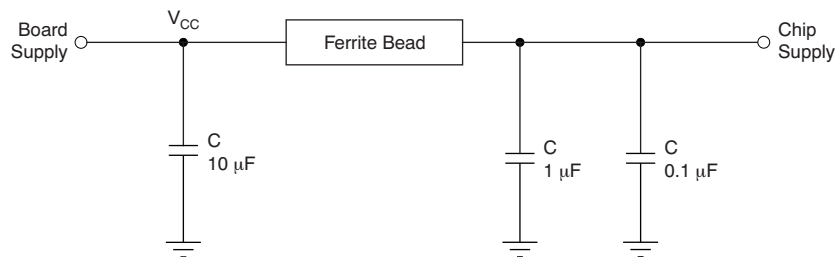 Board
Supply
V_CC
Ferrite Bead
Chip
Supply
C
10 μF
C
1 μF
C
0.1 μF